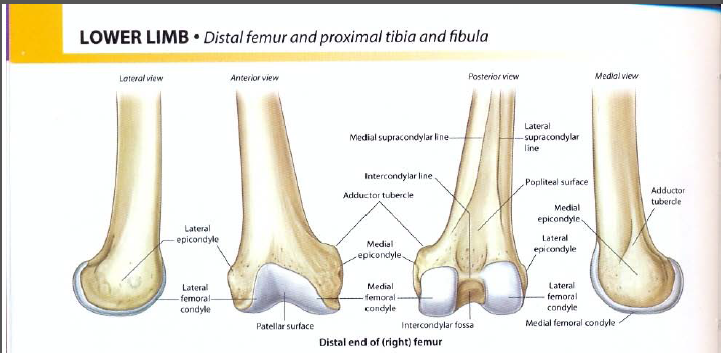 LOWER LIMB • Distal femur and proximal tibia and fibula
Lateral view
Anterior view
Posterior view
Medial view
Medial supracondylar line
Lateral
supracondylar
line
Intercondylar line
Popliteal surface
Adductor tubercle
Adductor
tubercle
Medial
epicondyle
Lateral
epicondyle
Medial
epicondyle
Lateral
epicondyle
Lateral
femoral
condyle
Medial
femoral
condyle
Lateral
femoral
condyle
Patellar surface
Intercondylar fossa
Medial femoral condyle
Distal end of (right) femur